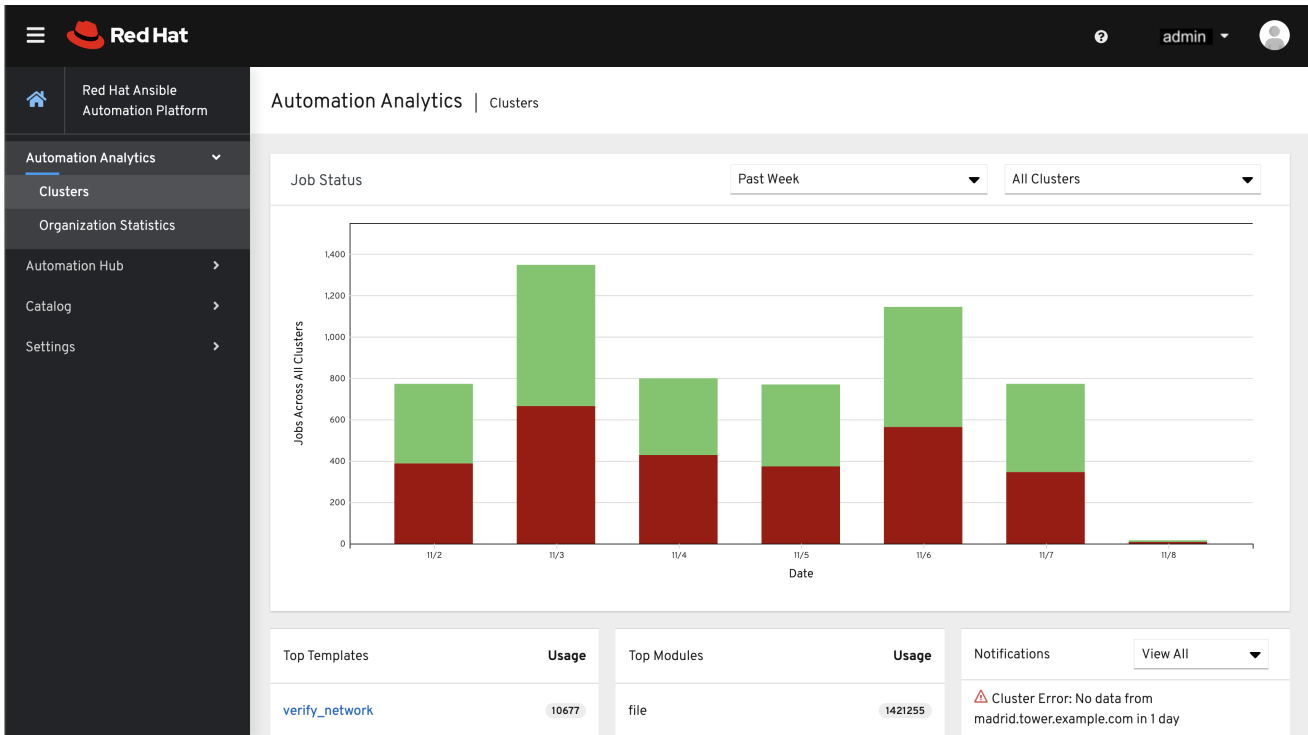 Red Hat
admin
Red Hat Ansible
Automation Platform
Automation Analytics
Clusters
Organization Statistics
Automation Hub
Catalog
Settings
Automation Analytics | Clusters
Job Status
Past Week
All Clusters
Jobs Across All Clusters
1,400
1,200
1,000
800
600
400
200
0
11/2 11/3 11/4 11/5 11/6 11/7 11/8
Date
Top Templates Usage
verify_network 10677
Top Modules Usage
file 1421255
Notifications View All
Cluster Error: No data from
madrid.tower.example.com in 1 day